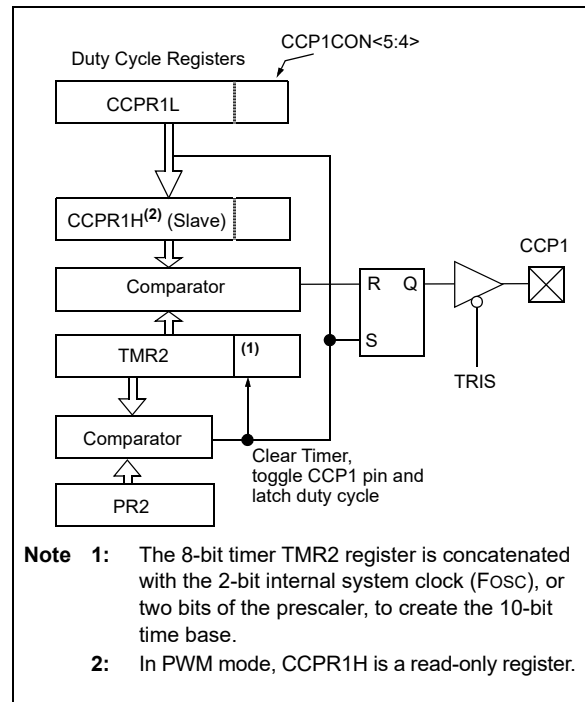 CCP1CON<5:4>
Duty Cycle Registers
CCPR1L
CCPR1H(2) (Slave)
CCP1
Comparator
R Q
TMR2
(1)
S
TRIS
Comparator
Clear Timer,
toggle CCP1 pin and
latch duty cycle
PR2
Note 1: The 8-bit timer TMR2 register is concatenated
with the 2-bit internal system clock (FOSC), or
two bits of the prescaler, to create the 10-bit
time base.
2: In PWM mode, CCPR1H is a read-only register.